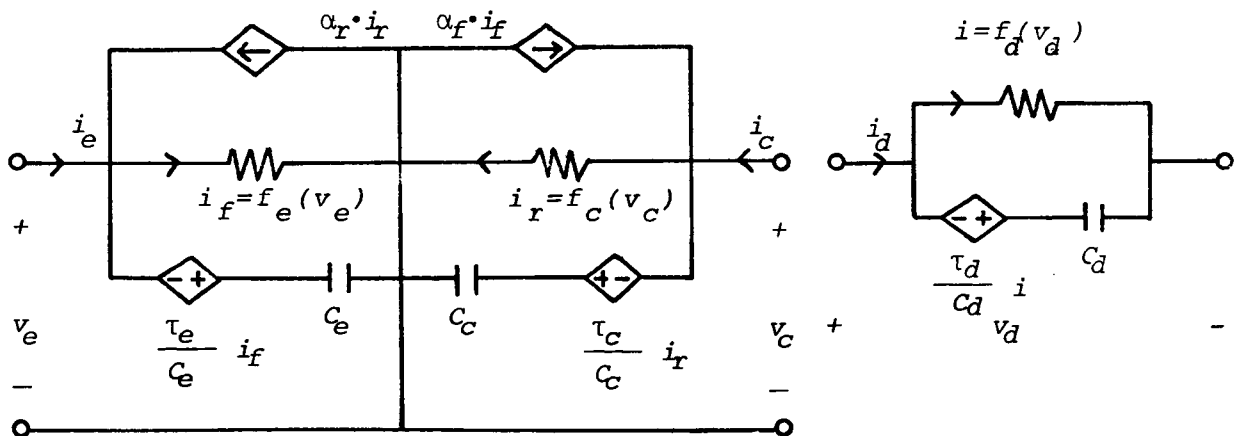 αr·ir αf·if
i=fd(vd)
ie
ic
id
if=fe(ve)
ir=fc(vc)
+
+
- +
+ -
- +
Ce
Cc
Cd
τe/Ce if
τc/Cc ir
τd/Cd i
ve
vc
+
vd
-
-
-